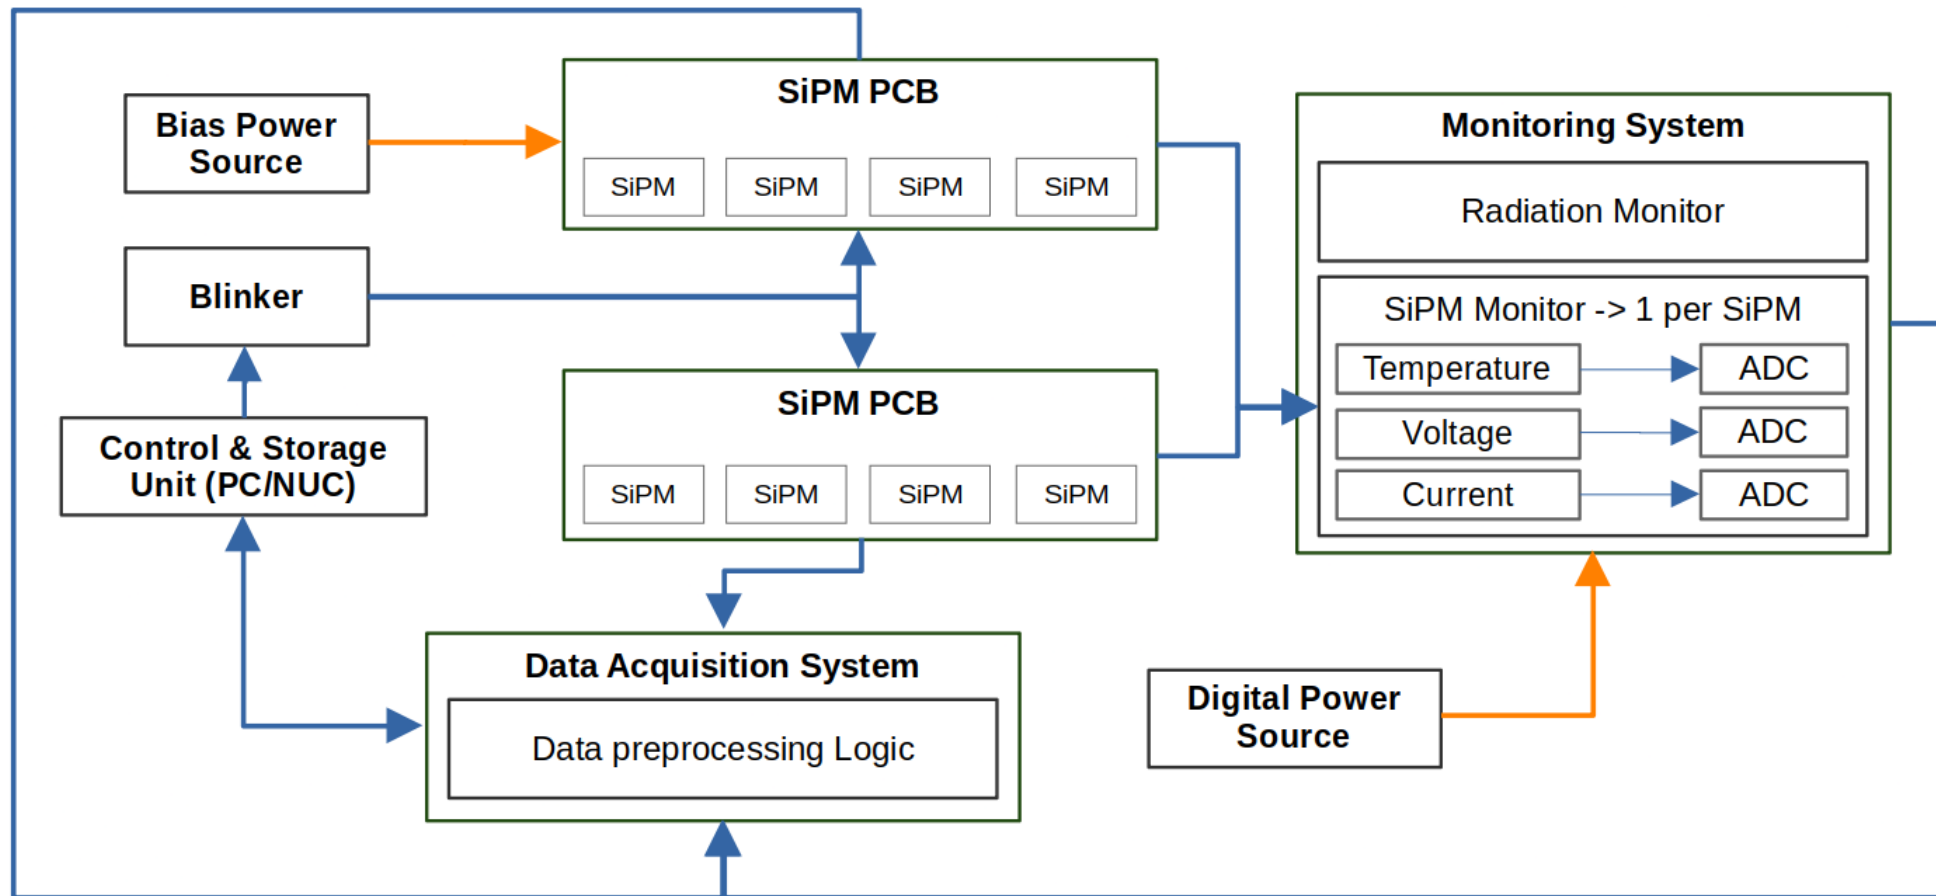 SiPM PCB
Bias Power
Source
SiPM SiPM SiPM SiPM
Monitoring System
Radiation Monitor
Blinker
SiPM Monitor -> 1 per SiPM
Temperature ADC
Voltage ADC
Current ADC
SiPM PCB
SiPM SiPM SiPM SiPM
Control & Storage
Unit (PC/NUC)
Data Acquisition System
Data preprocessing Logic
Digital Power
Source